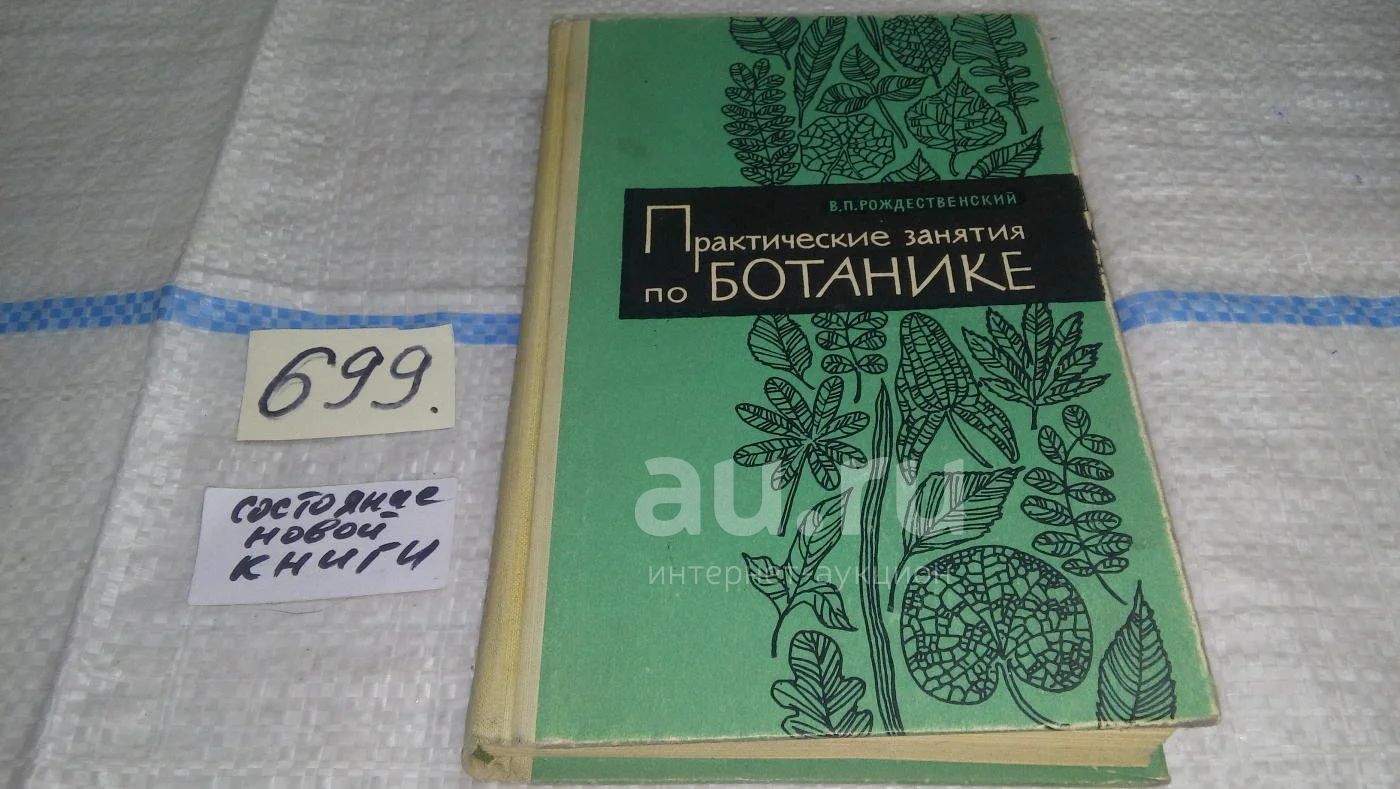 В.П.РОЖДЕСТВЕНСКИЙ
Практические занятия
по БОТАНИКЕ
699.
состояние
новой
книги
au.ru
интернет-аукцион